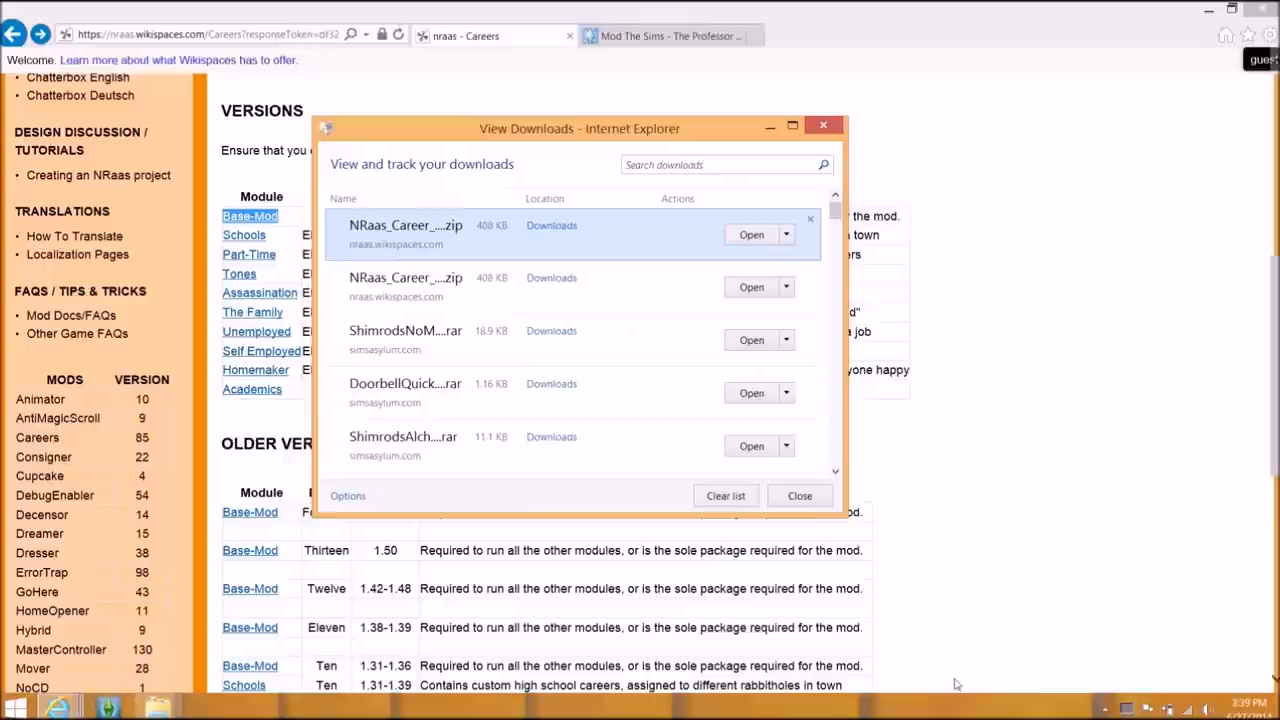 https://nraas.wikispaces.com/Careers?responseToken=df32
nraas - Careers
Mod The Sims - The Professor ...
Welcome. Learn more about what Wikispaces has to offer.
gues
• Chatterbox English
• Chatterbox Deutsch
DESIGN DISCUSSION /
TUTORIALS
• Creating an NRaas project
TRANSLATIONS
• How To Translate
• Localization Pages
FAQS / TIPS & TRICKS
• Mod Docs/FAQs
• Other Game FAQs
MODS VERSION
Animator 10
AntiMagicScroll 9
Careers 85
Consigner 22
Cupcake 4
DebugEnabler 54
Decensor 14
Dreamer 15
Dresser 38
ErrorTrap 98
GoHere 43
HomeOpener 11
Hybrid 9
MasterController 130
Mover 28
NoCD 1
VERSIONS
Ensure that you
Module
Base-Mod r the mod.
Schools El town
Part-Time ers
Tones El
Assassination El
The Family d"
Unemployed El a job
Self Employed El
Homemaker El yone happy
Academics
OLDER VER
Module
Base-Mod
Base-Mod Thirteen 1.50 Required to run all the other modules, or is the sole package required for the mod.
Base-Mod Twelve 1.42-1.48 Required to run all the other modules, or is the sole package required for the mod.
Base-Mod Eleven 1.38-1.39 Required to run all the other modules, or is the sole package required for the mod.
Base-Mod Ten 1.31-1.36 Required to run all the other modules, or is the sole package required for the mod.
Schools Ten 1.31-1.39 Contains custom high school careers, assigned to different rabbitholes in town
View Downloads - Internet Explorer
View and track your downloads
Search downloads
Name Location Actions
NRaas_Career_....zip 408 KB Downloads Open
nraas.wikispaces.com
NRaas_Career_....zip 408 KB Downloads Open
nraas.wikispaces.com
ShimrodsNoM....rar 18.9 KB Downloads Open
simsasylum.com
DoorbellQuick....rar 1.16 KB Downloads Open
simsasylum.com
ShimrodsAlch....rar 11.1 KB Downloads Open
simsasylum.com
Options Clear list Close
3:39 PM